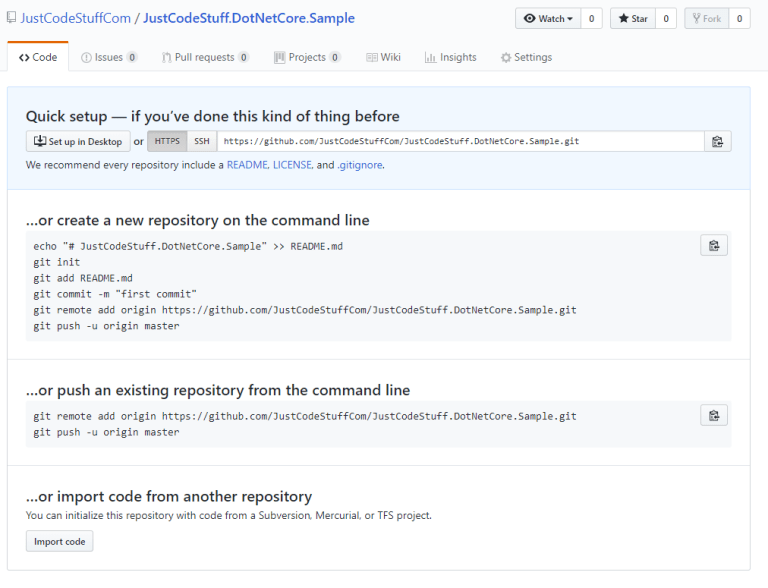 JustCodeStuffCom / JustCodeStuff.DotNetCore.Sample
Watch 0 Star 0 Fork 0
Code Issues 0 Pull requests 0 Projects 0 Wiki Insights Settings
Quick setup — if you’ve done this kind of thing before
Set up in Desktop or HTTPS SSH https://github.com/JustCodeStuffCom/JustCodeStuff.DotNetCore.Sample.git
We recommend every repository include a README, LICENSE, and .gitignore.
…or create a new repository on the command line
echo "# JustCodeStuff.DotNetCore.Sample" >> README.md
git init
git add README.md
git commit -m "first commit"
git remote add origin https://github.com/JustCodeStuffCom/JustCodeStuff.DotNetCore.Sample.git
git push -u origin master
…or push an existing repository from the command line
git remote add origin https://github.com/JustCodeStuffCom/JustCodeStuff.DotNetCore.Sample.git
git push -u origin master
…or import code from another repository
You can initialize this repository with code from a Subversion, Mercurial, or TFS project.
Import code